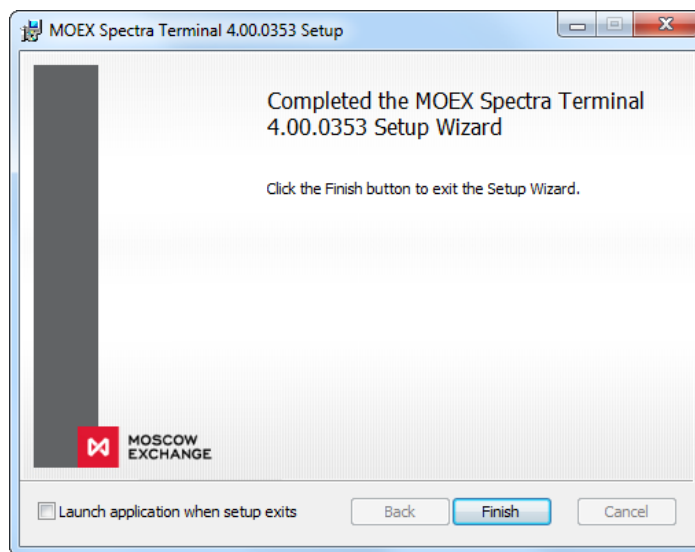 MOEX Spectra Terminal 4.00.0353 Setup
Completed the MOEX Spectra Terminal
4.00.0353 Setup Wizard
Click the Finish button to exit the Setup Wizard.
MOSCOW
EXCHANGE
Launch application when setup exits
Back
Finish
Cancel